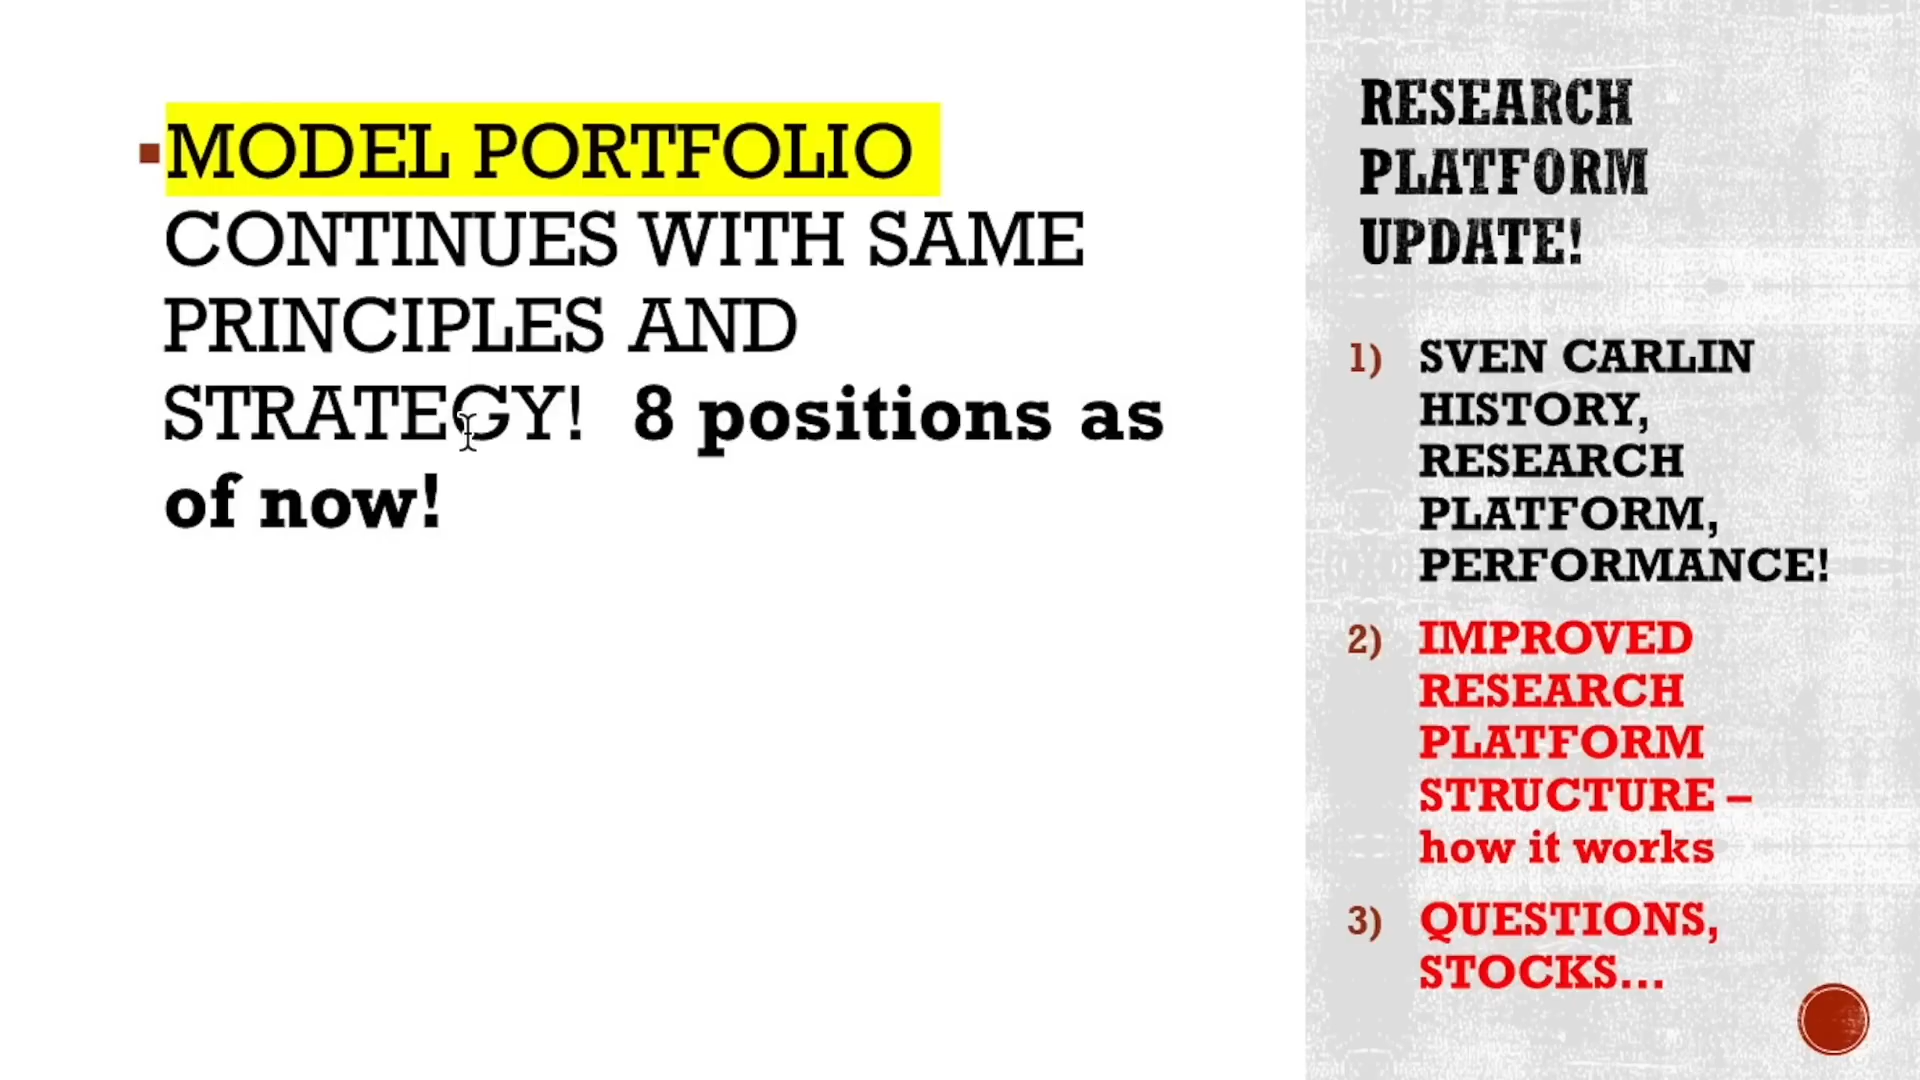 MODEL PORTFOLIO
CONTINUES WITH SAME
PRINCIPLES AND
STRATEGY! 8 positions as
of now!
RESEARCH
PLATFORM
UPDATE!
1) SVEN CARLIN
HISTORY,
RESEARCH
PLATFORM,
PERFORMANCE!
2) IMPROVED
RESEARCH
PLATFORM
STRUCTURE –
how it works
3) QUESTIONS,
STOCKS…